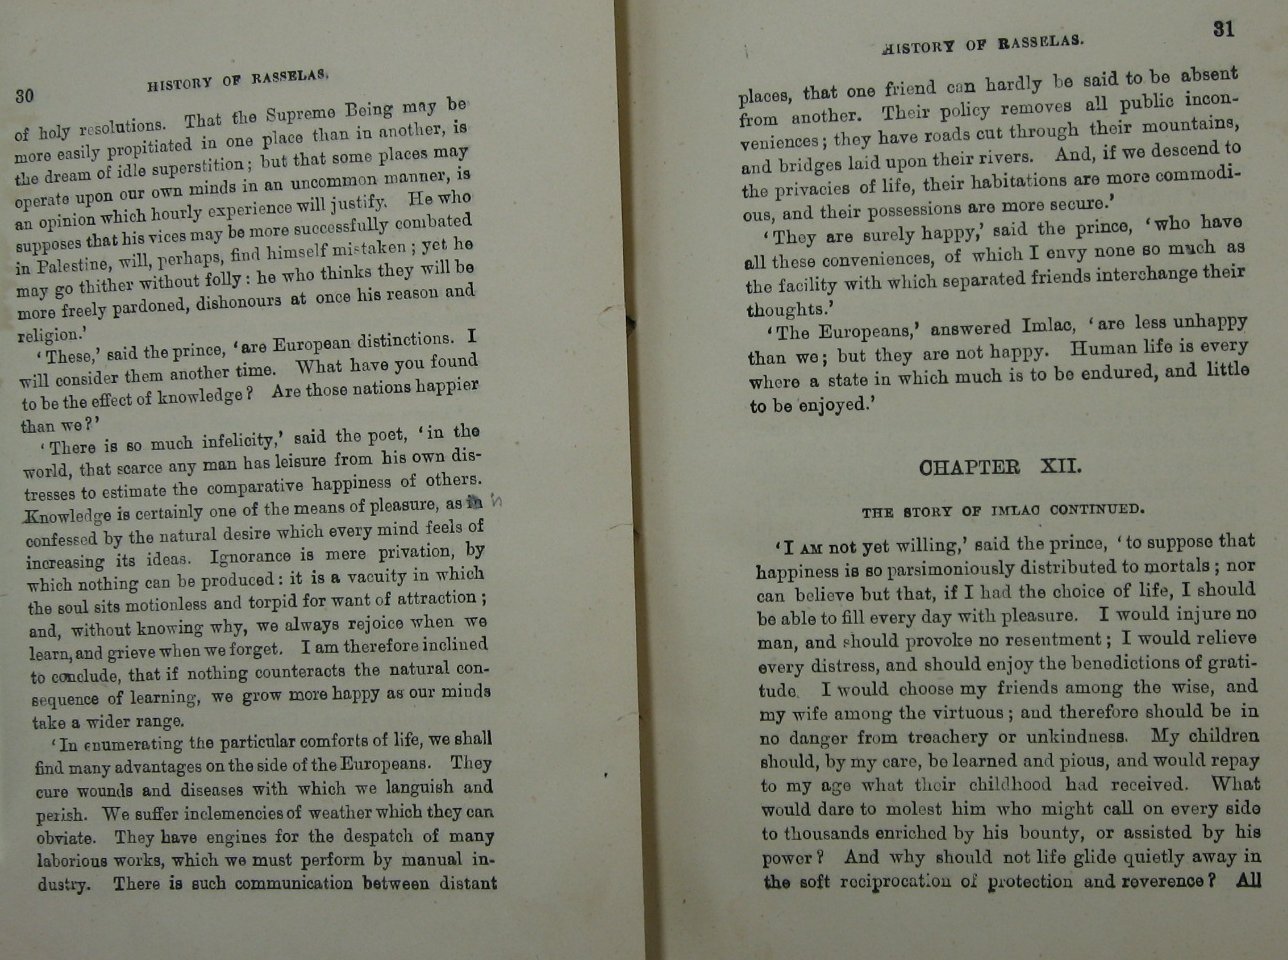 30
HISTORY OF RASSELAS.
of holy resolutions. That the Supreme Being may be
more easily propitiated in one place than in another, is
the dream of idle superstition; but that some places may
operate upon our own minds in an uncommon manner, is
an opinion which hourly experience will justify. He who
supposes that his vices may be more successfully combated
in Palestine, will, perhaps, find himself mistaken; yet he
may go thither without folly: he who thinks they will be
more freely pardoned, dishonours at once his reason and
religion.'
'These,' said the prince, 'are European distinctions. I
will consider them another time. What have you found
to be the effect of knowledge? Are those nations happier
than we?'
'There is so much infelicity,' said the poet, 'in the
world, that scarce any man has leisure from his own dis-
tresses to estimate the comparative happiness of others.
Knowledge is certainly one of the means of pleasure, as in
confessed by the natural desire which every mind feels of
increasing its ideas. Ignorance is mere privation, by
which nothing can be produced: it is a vacuity in which
the soul sits motionless and torpid for want of attraction;
and, without knowing why, we always rejoice when we
learn, and grieve when we forget. I am therefore inclined
to conclude, that if nothing counteracts the natural con-
sequence of learning, we grow more happy as our minds
take a wider range.
'In enumerating the particular comforts of life, we shall
find many advantages on the side of the Europeans. They
cure wounds and diseases with which we languish and
perish. We suffer inclemencies of weather which they can
obviate. They have engines for the despatch of many
laborious works, which we must perform by manual in-
dustry. There is such communication between distant
31
HISTORY OF RASSELAS.
places, that one friend can hardly be said to be absent
from another. Their policy removes all public incon-
veniences; they have roads cut through their mountains,
and bridges laid upon their rivers. And, if we descend to
the privacies of life, their habitations are more commodi-
ous, and their possessions are more secure.'
'They are surely happy,' said the prince, 'who have
all these conveniences, of which I envy none so much as
the facility with which separated friends interchange their
thoughts.'
'The Europeans,' answered Imlac, 'are less unhappy
than we; but they are not happy. Human life is every
where a state in which much is to be endured, and little
to be enjoyed.'
CHAPTER XII.
THE STORY OF IMLAC CONTINUED.
'I AM not yet willing,' said the prince, 'to suppose that
happiness is so parsimoniously distributed to mortals; nor
can believe but that, if I had the choice of life, I should
be able to fill every day with pleasure. I would injure no
man, and should provoke no resentment; I would relieve
every distress, and should enjoy the benedictions of grati-
tude. I would choose my friends among the wise, and
my wife among the virtuous; and therefore should be in
no danger from treachery or unkindness. My children
should, by my care, be learned and pious, and would repay
to my age what their childhood had received. What
would dare to molest him who might call on every side
to thousands enriched by his bounty, or assisted by his
power? And why should not life glide quietly away in
the soft reciprocation of protection and reverence? All